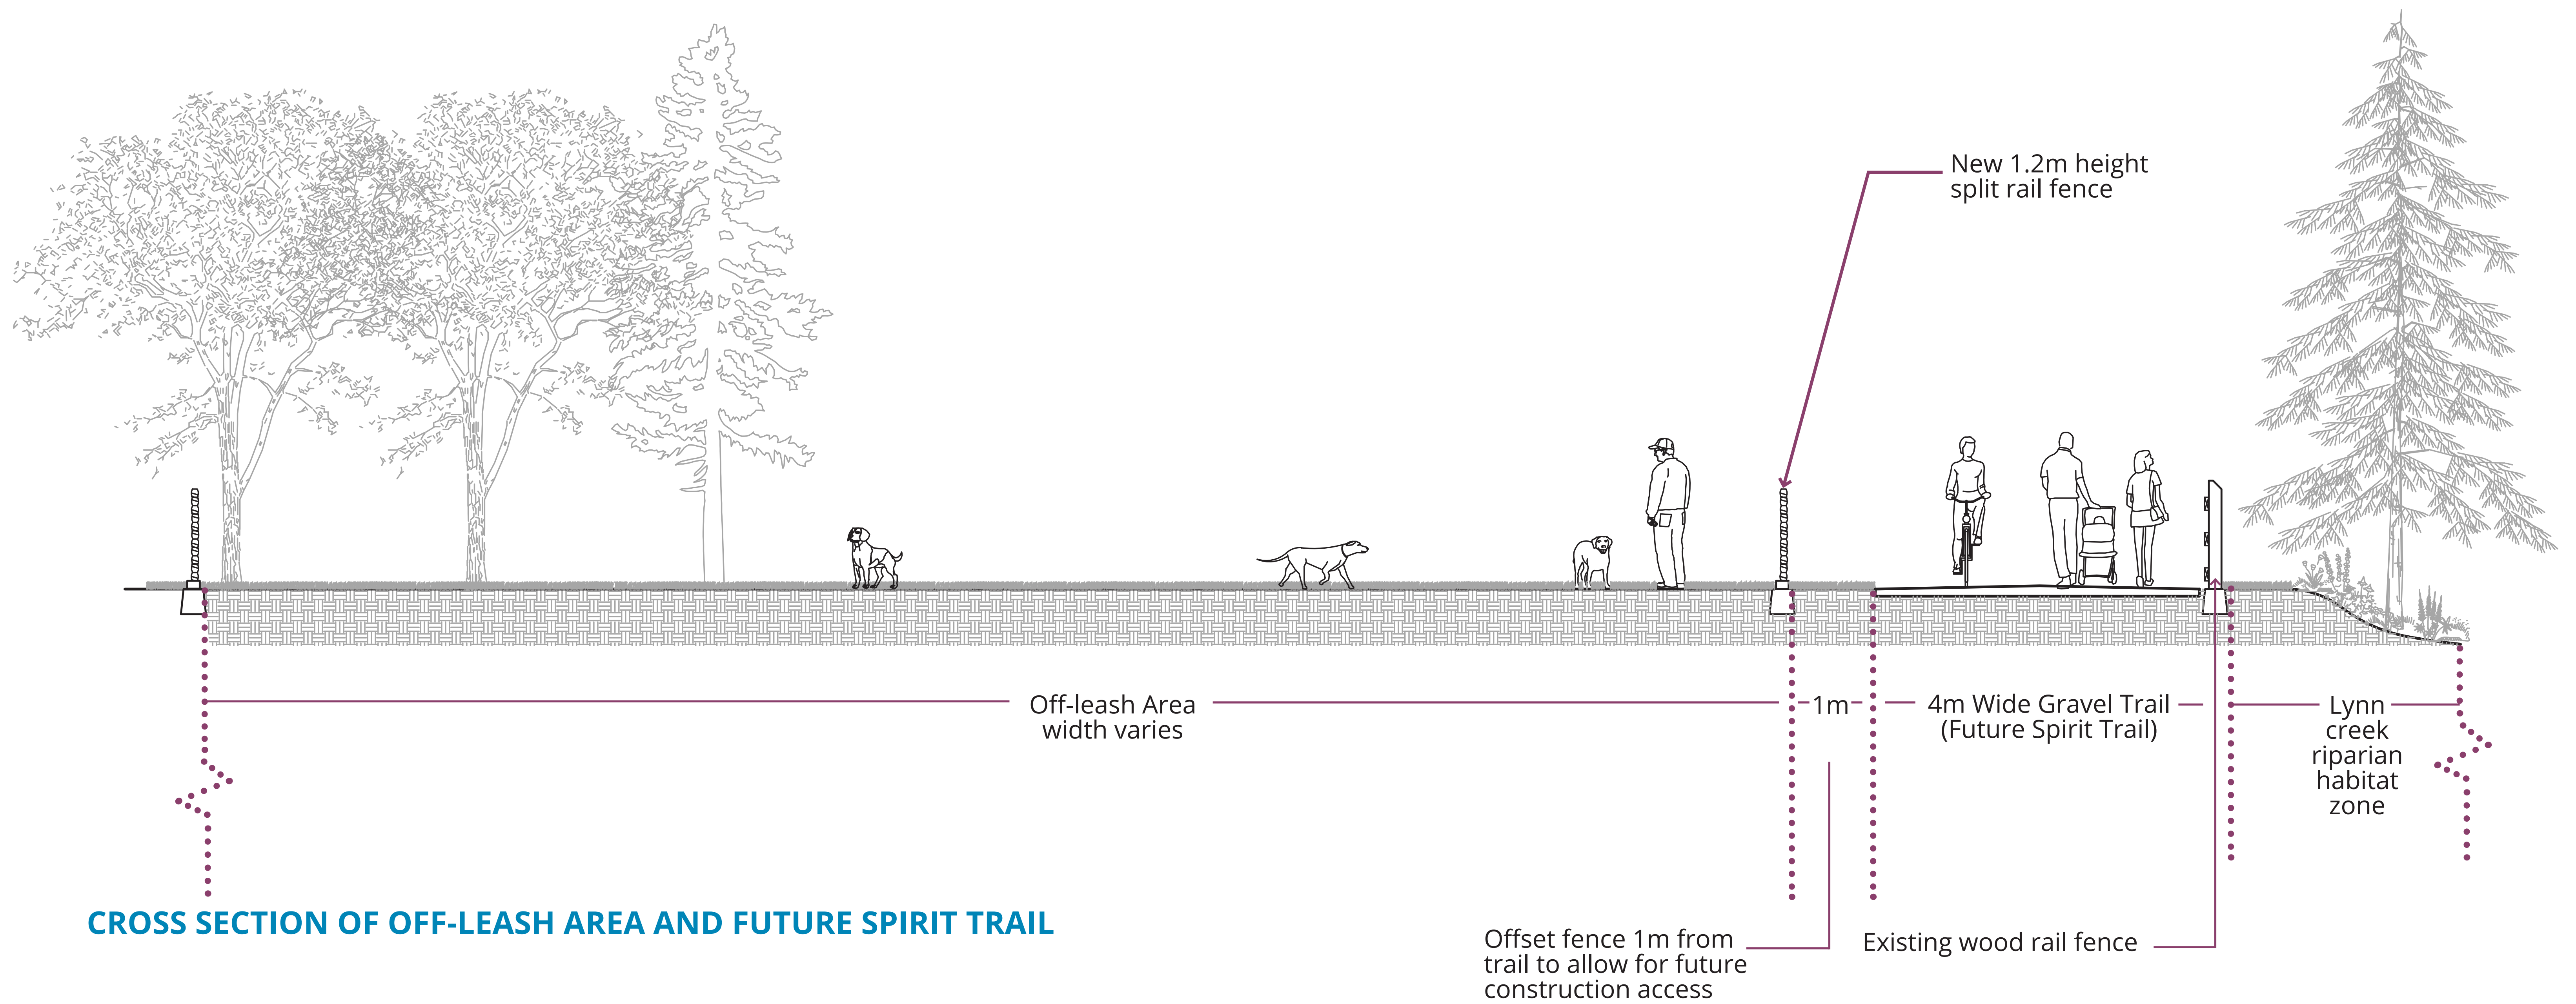 New 1.2m height
split rail fence
Off-leash Area
width varies
1m
4m Wide Gravel Trail
(Future Spirit Trail)
Lynn
creek
riparian
habitat
zone
CROSS SECTION OF OFF-LEASH AREA AND FUTURE SPIRIT TRAIL
Offset fence 1m from
trail to allow for future
construction access
Existing wood rail fence